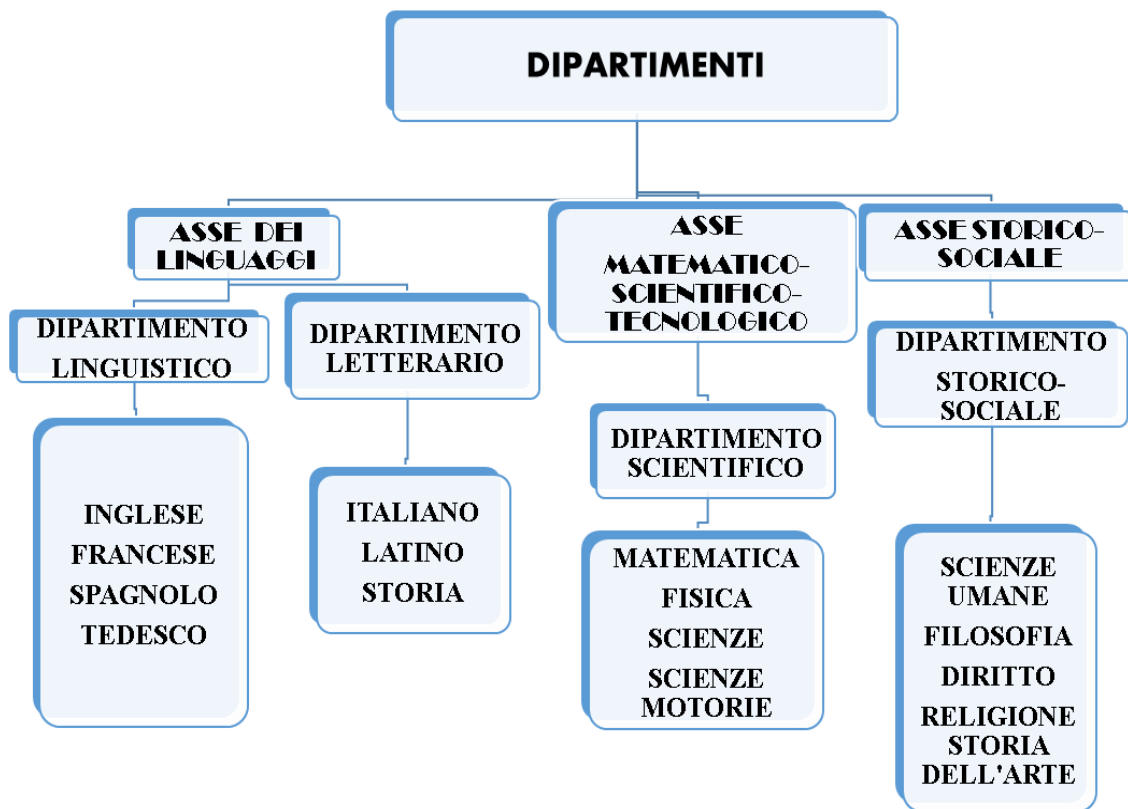 DIPARTIMENTI
ASSE DEI
LINGUAGGI
DIPARTIMENTO
LINGUISTICO
INGLESE
FRANCESE
SPAGNOLO
TEDESCO
DIPARTIMENTO
LETTERARIO
ITALIANO
LATINO
STORIA
ASSE
MATEMATICO-
SCIENTIFICO-
TECNOLOGICO
DIPARTIMENTO
SCIENTIFICO
MATEMATICA
FISICA
SCIENZE
SCIENZE
MOTORIE
ASSE STORICO-
SOCIALE
DIPARTIMENTO
STORICO-
SOCIALE
SCIENZE
UMANE
FILOSOFIA
DIRITTO
RELIGIONE
STORIA
DELL'ARTE